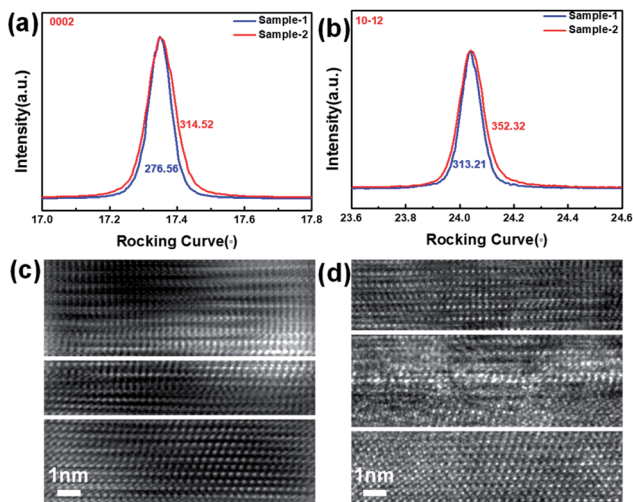 (a)
0002
Sample-1
Sample-2
Intensity(a.u.)
314.52
276.56
17.0 17.2 17.4 17.6 17.8
Rocking Curve(°)
(b)
10-12
Sample-1
Sample-2
Intensity(a.u.)
352.32
313.21
23.6 23.8 24.0 24.2 24.4 24.6
Rocking Curve(°)
(c)
1nm
(d)
1nm